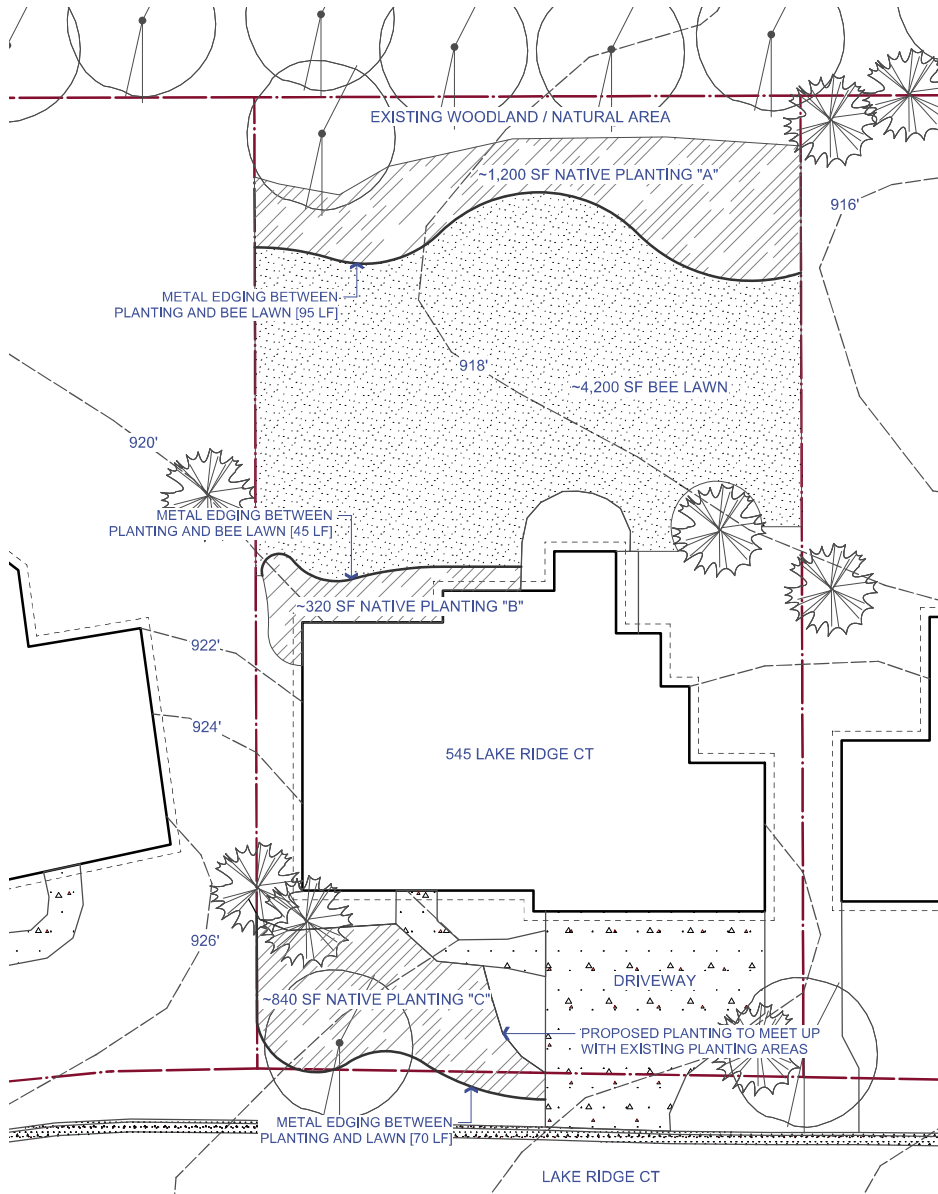 EXISTING WOODLAND / NATURAL AREA
~1,200 SF NATIVE PLANTING "A"
916'
METAL EDGING BETWEEN
PLANTING AND BEE LAWN [95 LF]
918'
~4,200 SF BEE LAWN
920'
METAL EDGING BETWEEN
PLANTING AND BEE LAWN [45 LF]
~320 SF NATIVE PLANTING "B"
922'
924'
545 LAKE RIDGE CT
926'
~840 SF NATIVE PLANTING "C"
DRIVEWAY
PROPOSED PLANTING TO MEET UP
WITH EXISTING PLANTING AREAS
METAL EDGING BETWEEN
PLANTING AND LAWN [70 LF]
LAKE RIDGE CT